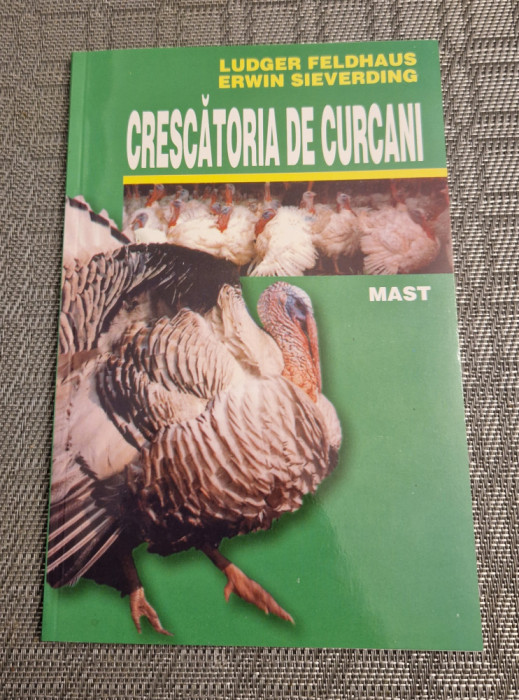 LUDGER FELDHAUS
ERWIN SIEVERDING
CRESCĂTORIA DE CURCANI
MAST